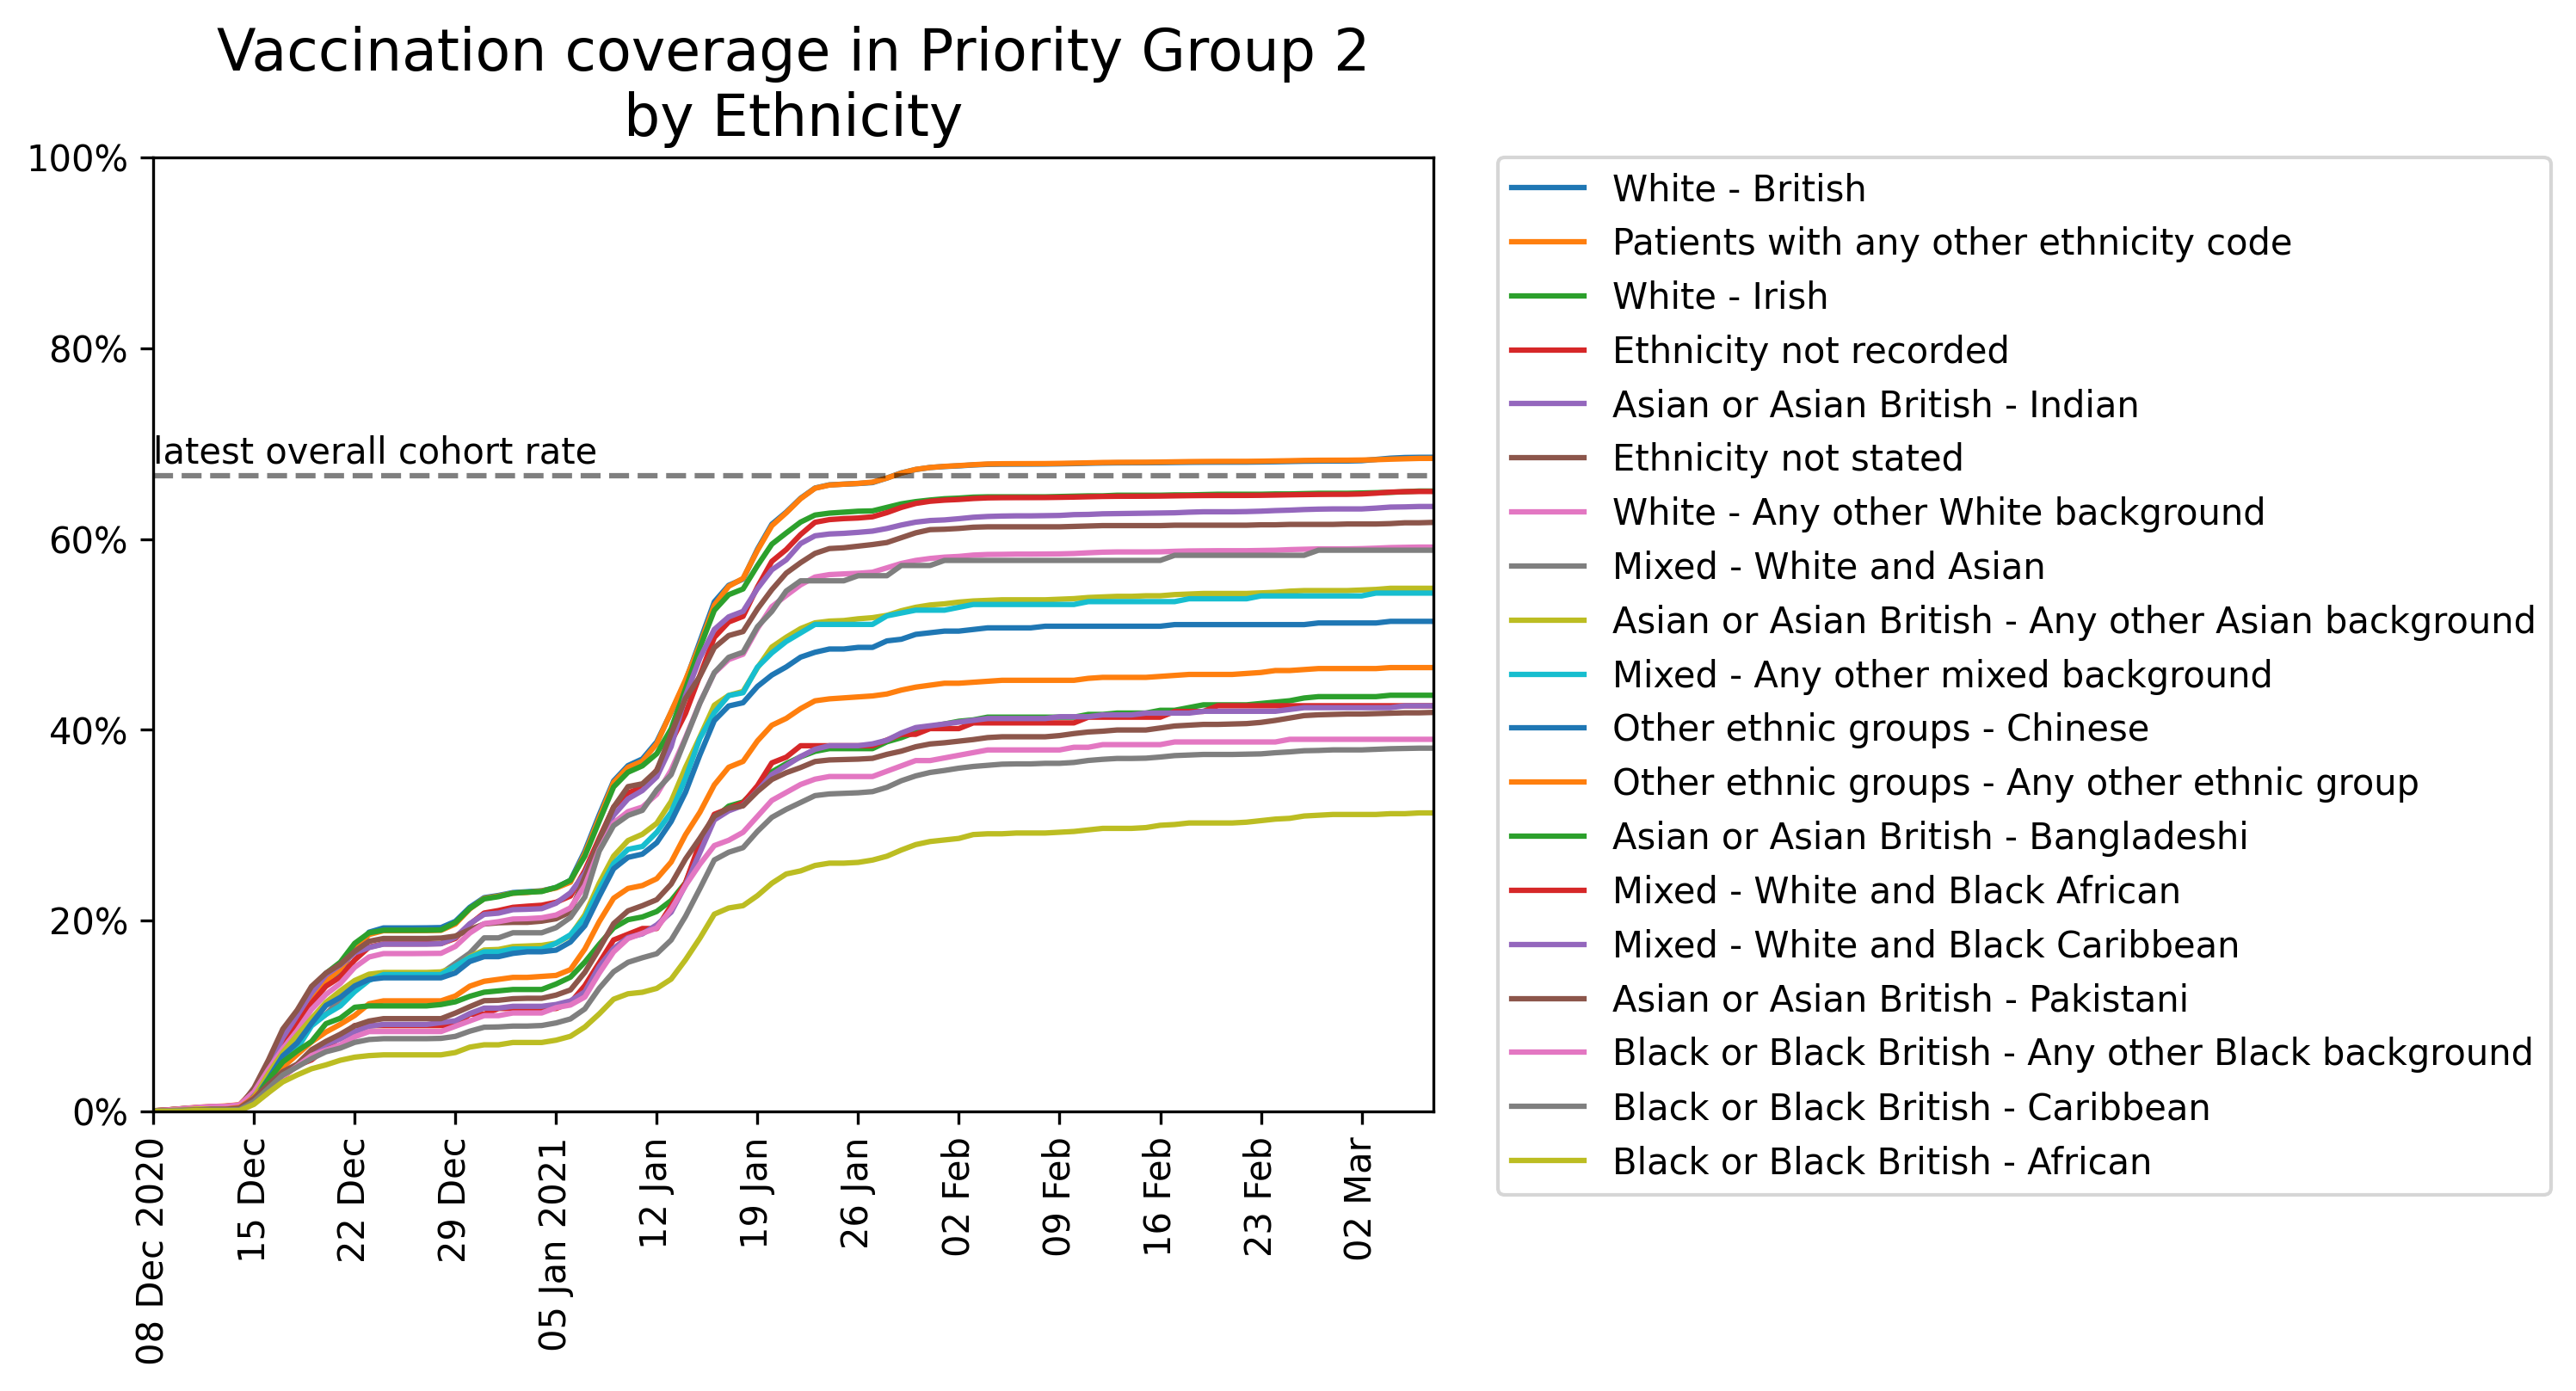 Vaccination coverage in Priority Group 2
by Ethnicity
100%
80%
60%
40%
20%
0%
latest overall cohort rate
08 Dec 2020
15 Dec
22 Dec
29 Dec
05 Jan 2021
12 Jan
19 Jan
26 Jan
02 Feb
09 Feb
16 Feb
23 Feb
02 Mar
White - British
Patients with any other ethnicity code
White - Irish
Ethnicity not recorded
Asian or Asian British - Indian
Ethnicity not stated
White - Any other White background
Mixed - White and Asian
Asian or Asian British - Any other Asian background
Mixed - Any other mixed background
Other ethnic groups - Chinese
Other ethnic groups - Any other ethnic group
Asian or Asian British - Bangladeshi
Mixed - White and Black African
Mixed - White and Black Caribbean
Asian or Asian British - Pakistani
Black or Black British - Any other Black background
Black or Black British - Caribbean
Black or Black British - African